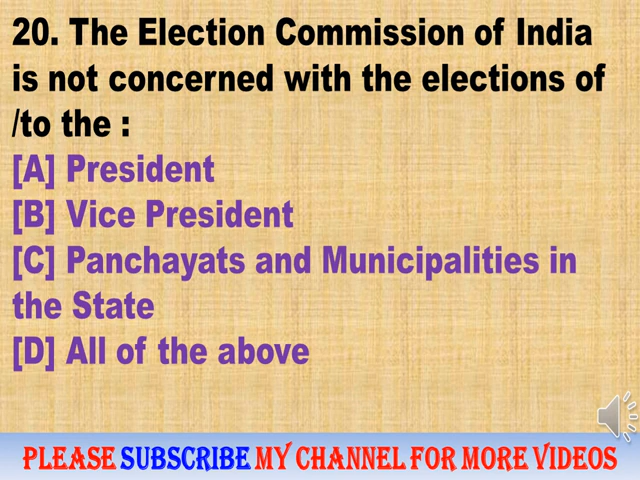 20. The Election Commission of India
is not concerned with the elections of
/to the :
[A] President
[B] Vice President
[C] Panchayats and Municipalities in
the State
[D] All of the above
PLEASE SUBSCRIBE MY CHANNEL FOR MORE VIDEOS